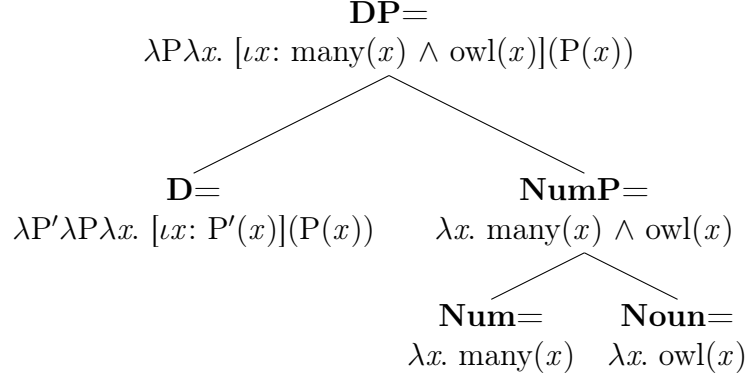 DP=
λPλx. [ιx: many(x) ∧ owl(x)](P(x))
D=
λP′λPλx. [ιx: P′(x)](P(x))
NumP=
λx. many(x) ∧ owl(x)
Num=
λx. many(x)
Noun=
λx. owl(x)